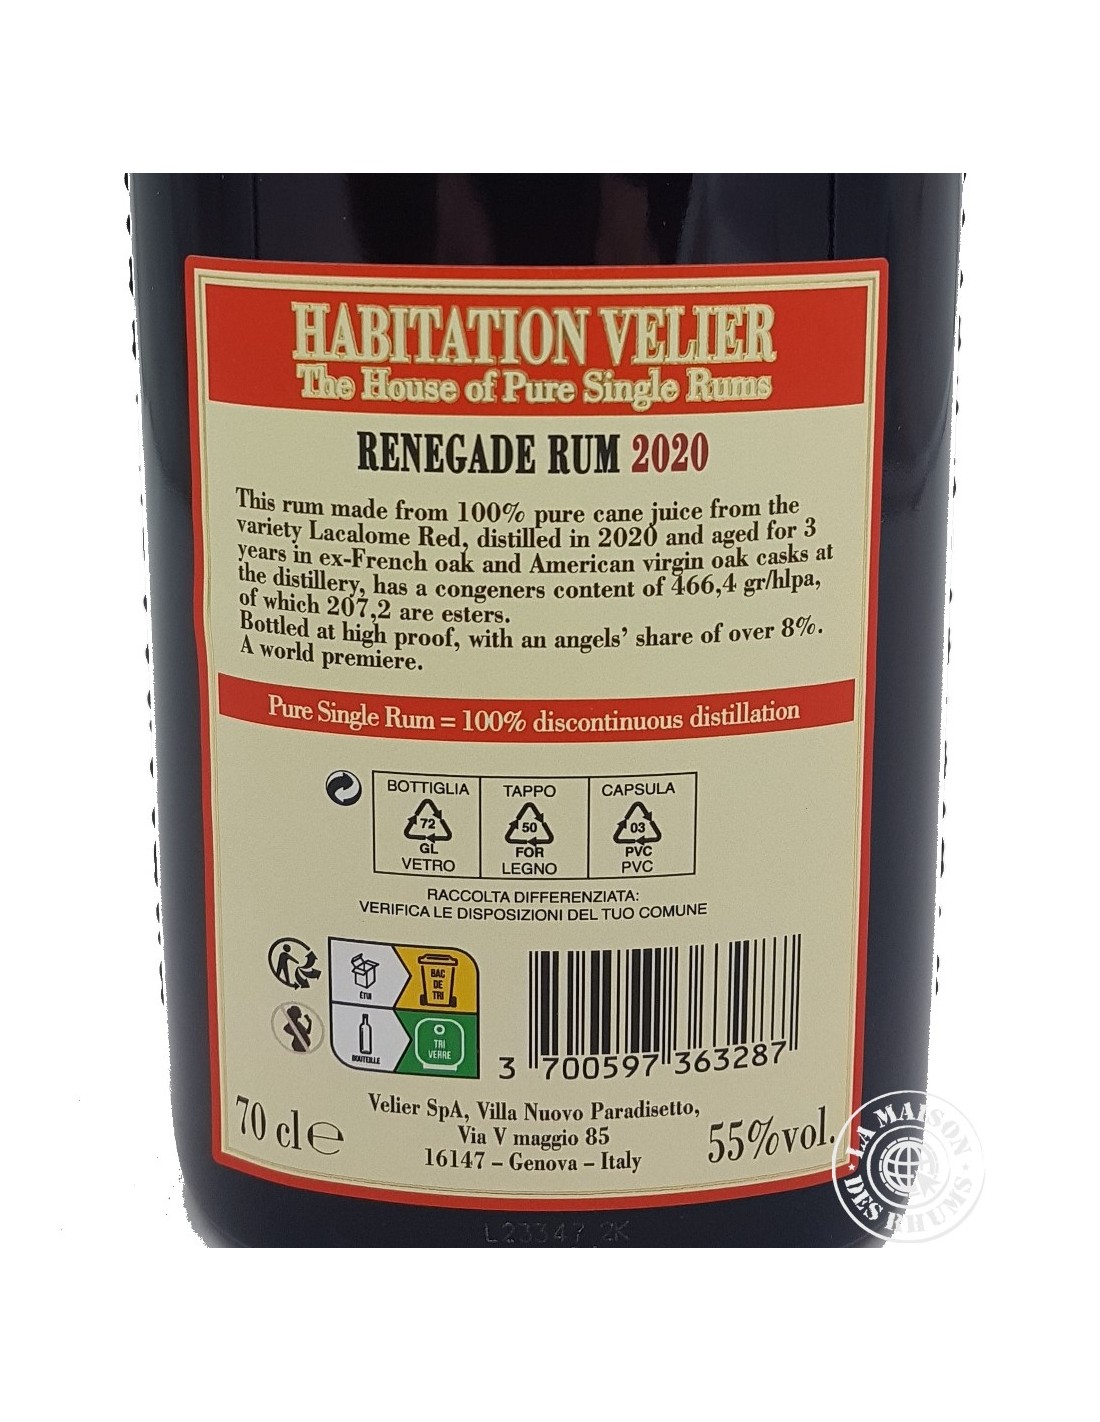 HABITATION VELIER
The House of Pure Single Rums
RENEGADE RUM 2020
This rum made from 100% pure cane juice from the
variety Lacalome Red, distilled in 2020 and aged for 3
years in ex-French oak and American virgin oak casks at
the distillery, has a congeners content of 466,4 gr/hlpa,
of which 207,2 are esters.
Bottled at high proof, with an angels' share of over 8%.
A world premiere.
Pure Single Rum = 100% discontinuous distillation
BOTTIGLIA TAPPO CAPSULA
72 50 03
GL FOR PVC
VETRO LEGNO PVC
RACCOLTA DIFFERENZIATA:
VERIFICA LE DISPOSIZIONI DEL TUO COMUNE
ÉTUI
BAC
DE
TRI
BOUTEILLE
TRI
VERRE
3 700597 363287
Velier SpA, Villa Nuovo Paradisetto,
Via V maggio 85
16147 – Genova – Italy
70 cl ℮
55%vol.
LA MAISON
DES RHUMS
L23347 2K